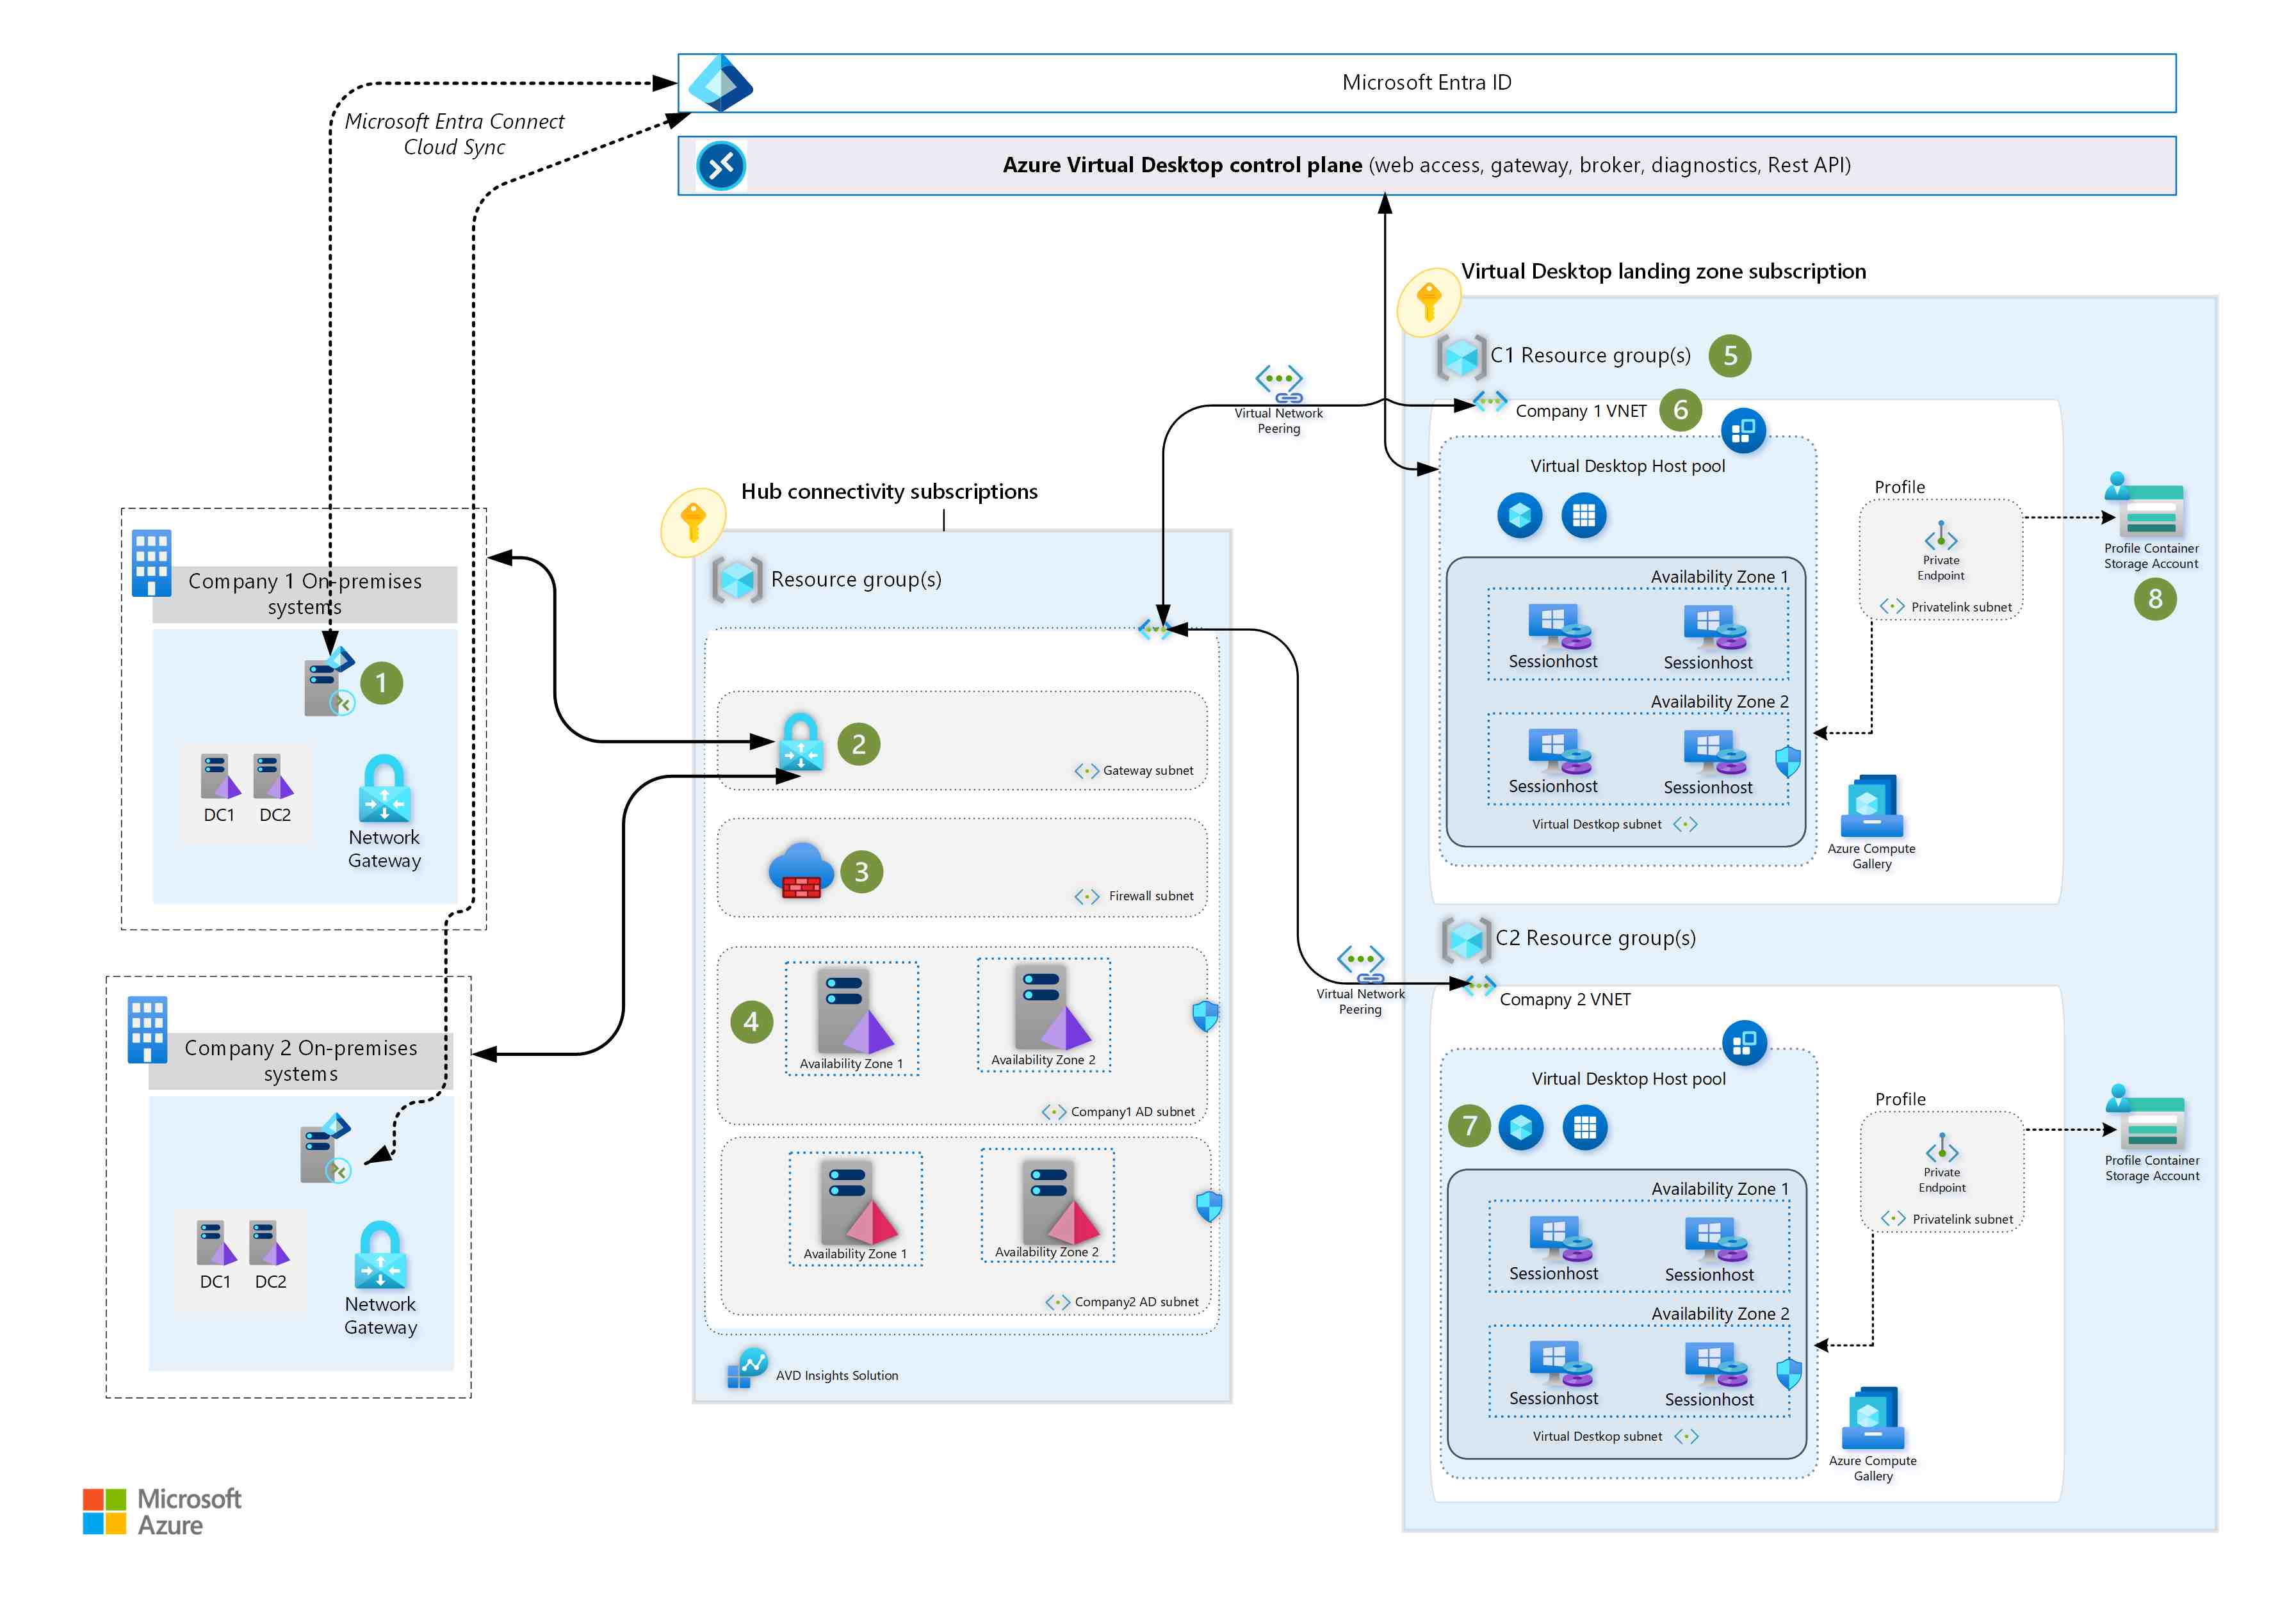 Microsoft Entra ID
Microsoft Entra Connect
Cloud Sync
Azure Virtual Desktop control plane (web access, gateway, broker, diagnostics, Rest API)
Virtual Desktop landing zone subscription
C1 Resource group(s)
5
Virtual Network
Peering
Company 1 VNET
6
Virtual Desktop Host pool
Profile
Private
Endpoint
Privatelink subnet
Profile Container
Storage Account
8
Availability Zone 1
Sessionhost
Sessionhost
Availability Zone 2
Sessionhost
Sessionhost
Virtual Destkop subnet
Azure Compute
Gallery
Hub connectivity subscriptions
Resource group(s)
2
Gateway subnet
3
Firewall subnet
4
Availability Zone 1
Availability Zone 2
Company1 AD subnet
Availability Zone 1
Availability Zone 2
Company2 AD subnet
AVD Insights Solution
Company 1 On-premises
systems
1
DC1
DC2
Network
Gateway
Company 2 On-premises
systems
DC1
DC2
Network
Gateway
C2 Resource group(s)
Virtual Network
Peering
Comapny 2 VNET
Virtual Desktop Host pool
7
Profile
Private
Endpoint
Privatelink subnet
Profile Container
Storage Account
Availability Zone 1
Sessionhost
Sessionhost
Availability Zone 2
Sessionhost
Sessionhost
Virtual Destkop subnet
Azure Compute
Gallery
Microsoft
Azure